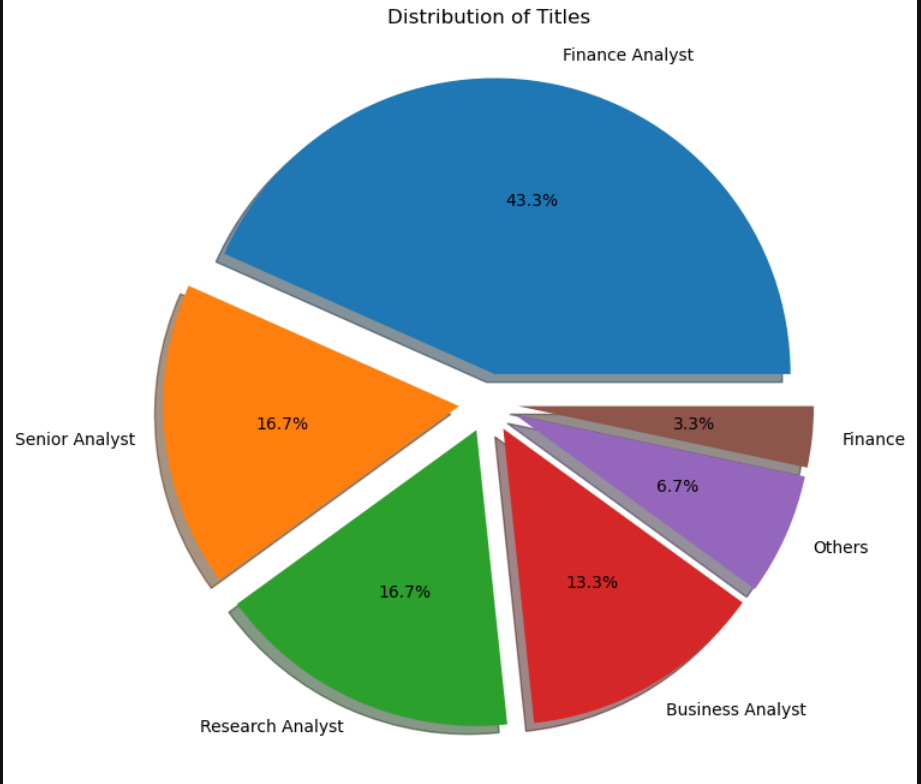 Distribution of Titles
Finance Analyst
43.3%
Senior Analyst
16.7%
3.3%
Finance
6.7%
Others
16.7%
13.3%
Research Analyst
Business Analyst